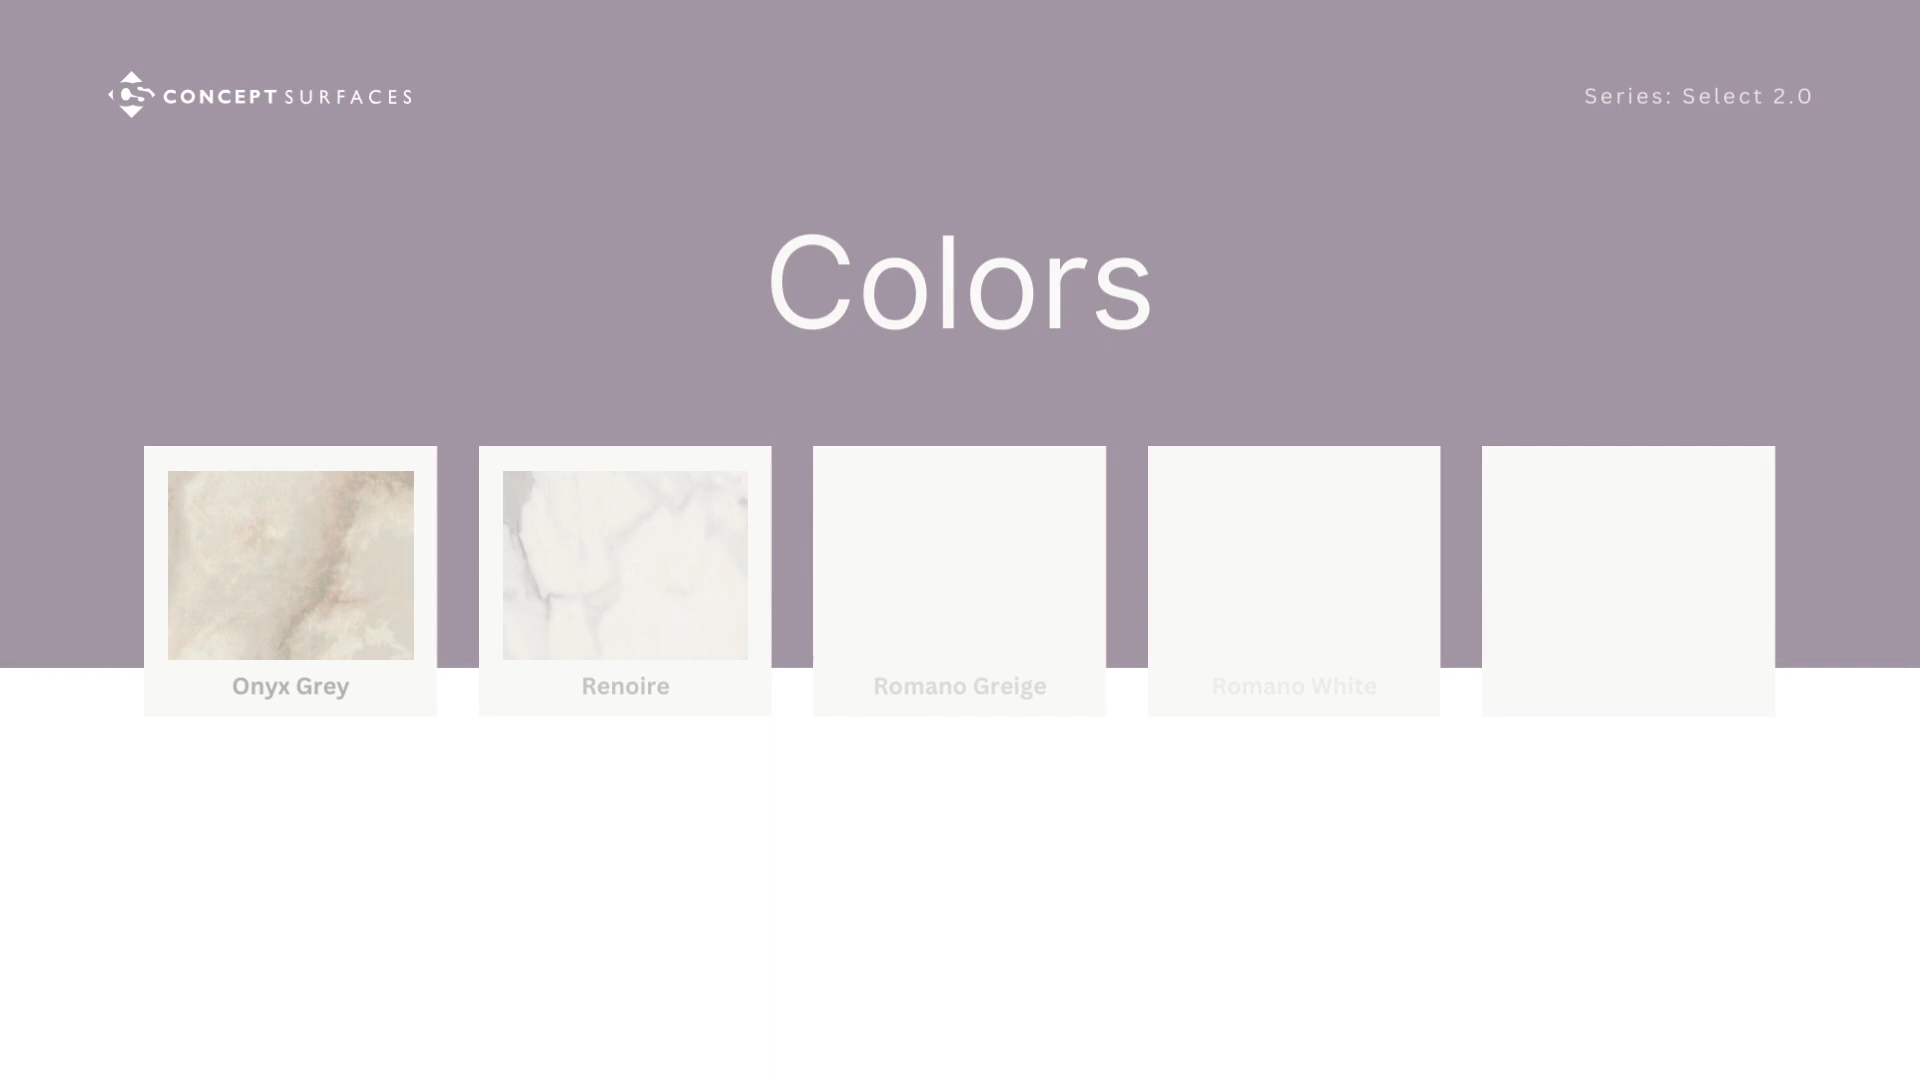 CONCEPT SURFACES
Series: Select 2.0
Colors
Onyx Grey
Renoire
Romano Greige
Romano White